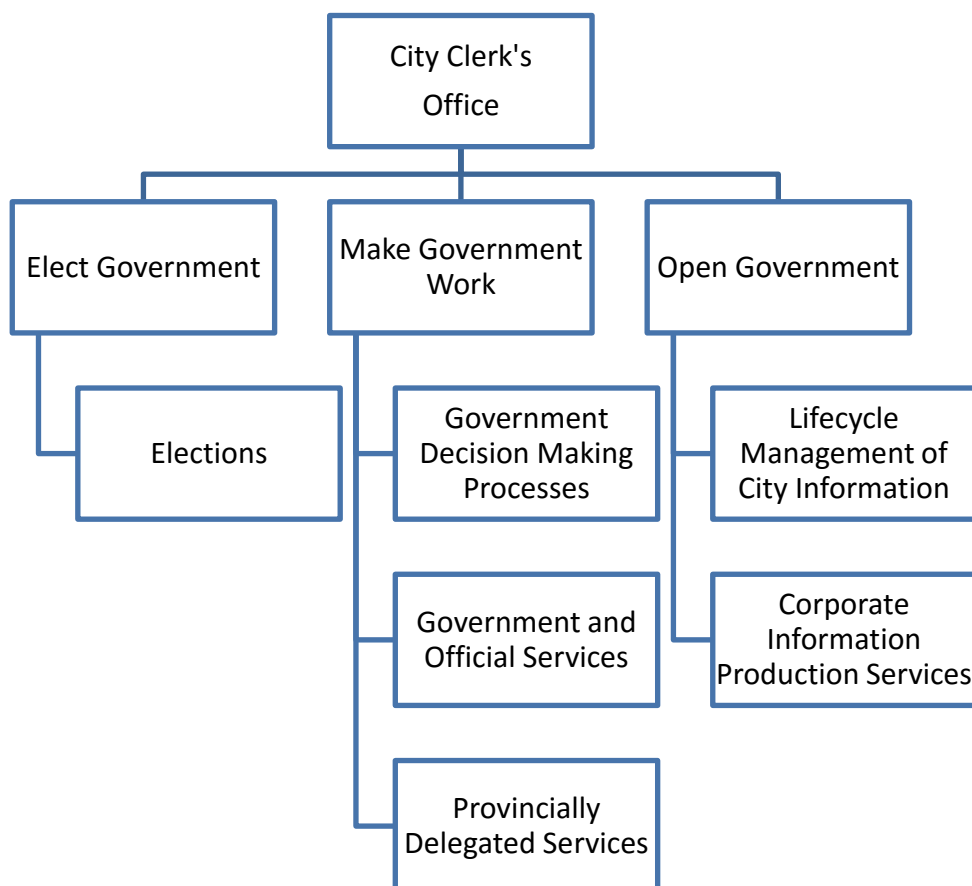 City Clerk's
Office
Elect Government
Make Government
Work
Open Government
Elections
Government
Decision Making
Processes
Lifecycle
Management of
City Information
Government and
Official Services
Corporate
Information
Production Services
Provincially
Delegated Services